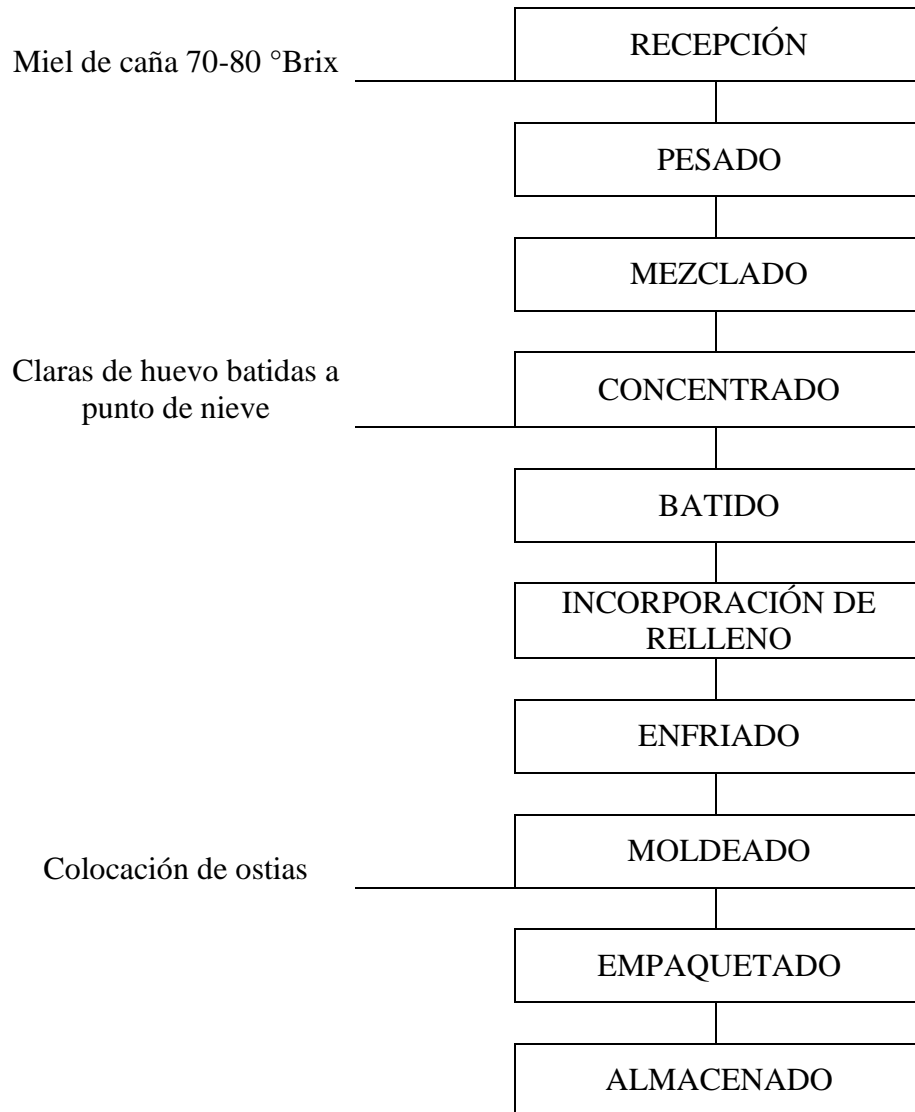 Miel de caña 70-80 °Brix
RECEPCIÓN
PESADO
MEZCLADO
Claras de huevo batidas a
punto de nieve
CONCENTRADO
BATIDO
INCORPORACIÓN DE
RELLENO
ENFRIADO
Colocación de ostias
MOLDEADO
EMPAQUETADO
ALMACENADO